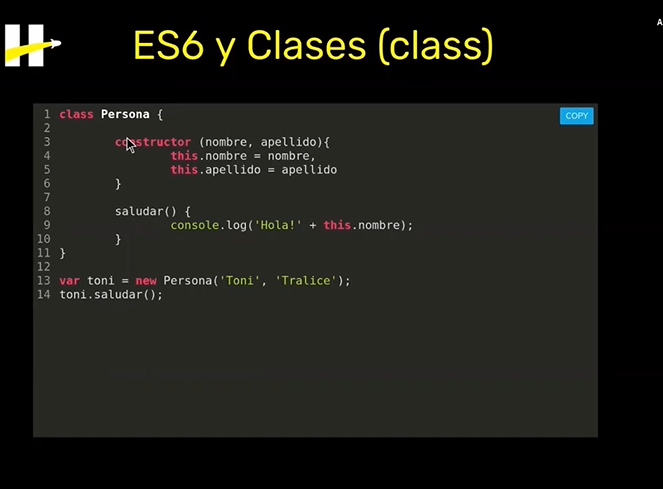 ES6 y Clases (class)
A
COPY
1 class Persona {
2
3 constructor (nombre, apellido){
4 this.nombre = nombre,
5 this.apellido = apellido
6 }
7
8 saludar() {
9 console.log('Hola!' + this.nombre);
10 }
11 }
12
13 var toni = new Persona('Toni', 'Tralice');
14 toni.saludar();